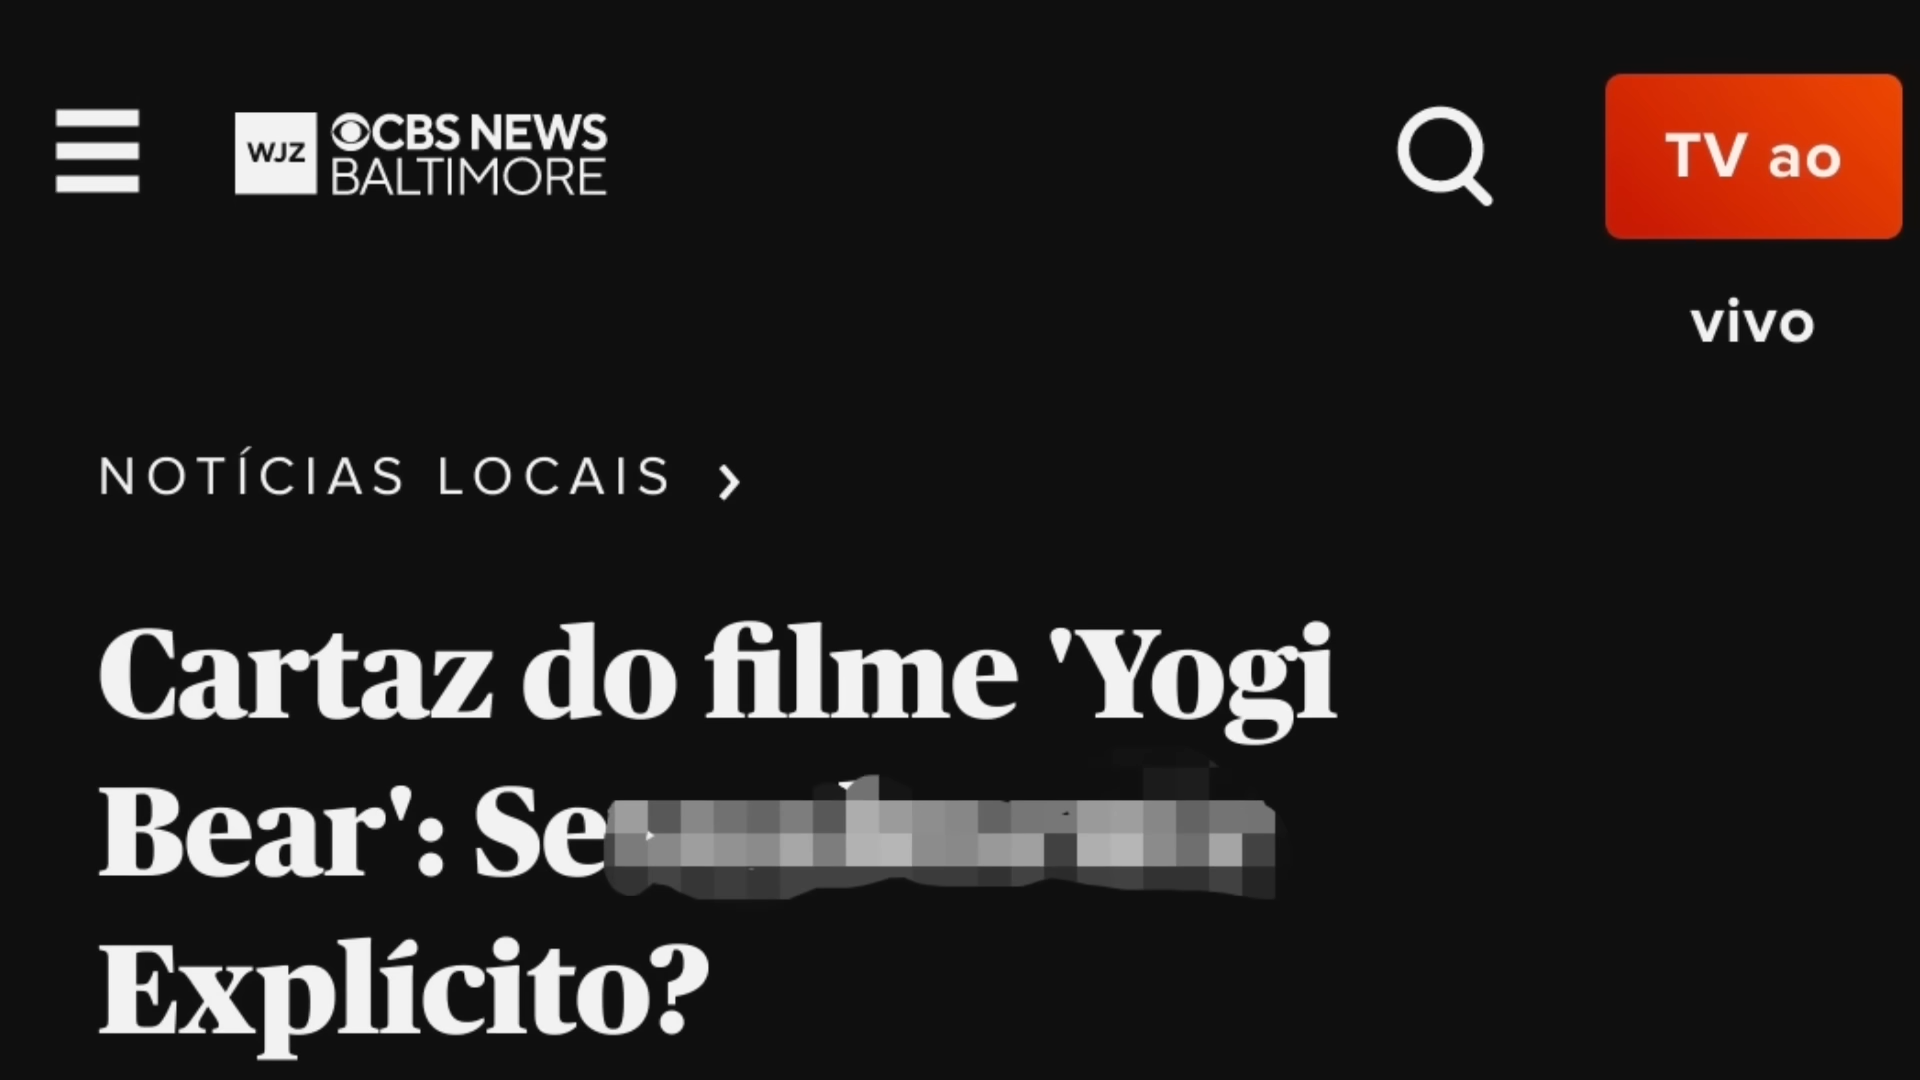 WJZ CBS NEWS
BALTIMORE
TV ao
vivo
NOTÍCIAS LOCAIS
Cartaz do filme 'Yogi
Bear': Se
Explícito?